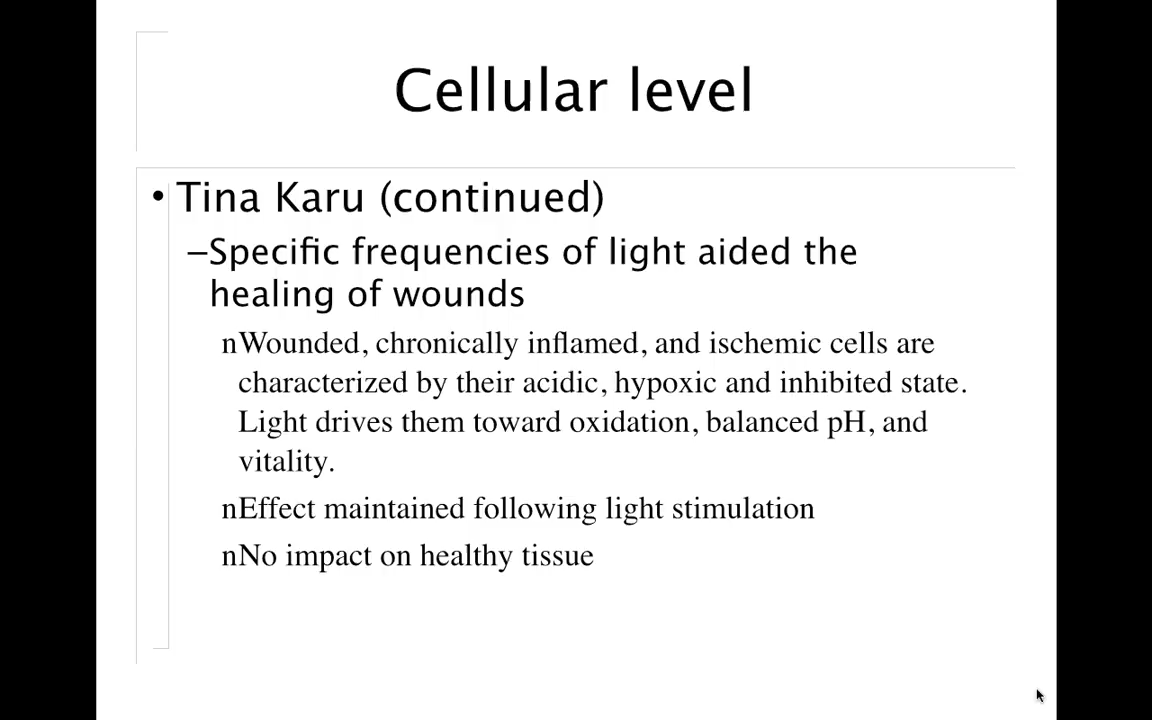 Cellular level
• Tina Karu (continued)
–Specific frequencies of light aided the
healing of wounds
nWounded, chronically inflamed, and ischemic cells are
characterized by their acidic, hypoxic and inhibited state.
Light drives them toward oxidation, balanced pH, and
vitality.
nEffect maintained following light stimulation
nNo impact on healthy tissue